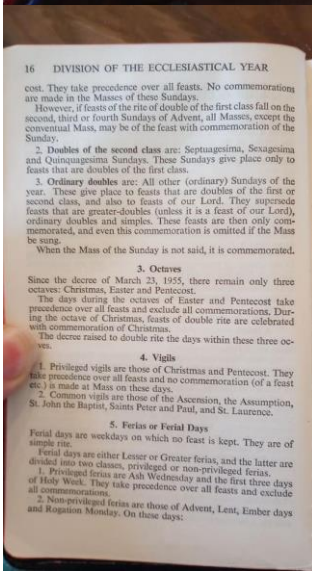 16 DIVISION OF THE ECCLESIASTICAL YEAR
cost. They take precedence over all feasts. No commemorations
are made in the Masses of these Sundays.
However, if feasts of the rite of double of the first class fall on the
second, third or fourth Sundays of Advent, all Masses, except the
conventual Mass, may be of the feast with commemoration of the
Sunday.
2. Doubles of the second class are: Septuagesima, Sexagesima
and Quinquagesima Sundays. These Sundays give place only to
feasts that are doubles of the first class.
3. Ordinary doubles are: All other (ordinary) Sundays of the
year. These give place to feasts that are doubles of the first or
second class, and also to feasts of Our Lord. They supersede
feasts that are greater-doubles (unless it is a feast of our Lord),
ordinary doubles and simples. These feasts are then only com-
memorated, and even this commemoration is omitted if the Mass
be sung.
When the Mass of the Sunday is not said, it is commemorated.
3. Octaves
Since the decree of March 23, 1955, there remain only three
octaves: Christmas, Easter and Pentecost.
The days during the octaves of Easter and Pentecost take
precedence over all feasts and exclude all commemorations. Dur-
ing the octave of Christmas, feasts of double rite are celebrated
with commemoration of Christmas.
The decree raised to double rite the days within these three oc-
ves.
4. Vigils
1. Privileged vigils are those of Christmas and Pentecost. They
take precedence over all feasts and no commemoration (of a feast
etc.) is made at Mass on these days.
2. Common vigils are those of the Ascension, the Assumption,
St. John the Baptist, Saints Peter and Paul, and St. Laurence.
5. Ferias or Ferial Days
Ferial days are weekdays on which no feast is kept. They are of
simple rite.
Ferial days are either Lesser or Greater ferias, and the latter are
divided into two classes, privileged or non-privileged ferias.
1. Privileged ferias are Ash Wednesday and the first three days
of Holy Week. They take precedence over all feasts and exclude
all commemorations.
2. Non-privileged ferias are those of Advent, Lent, Ember days
and Rogation Monday. On these days: